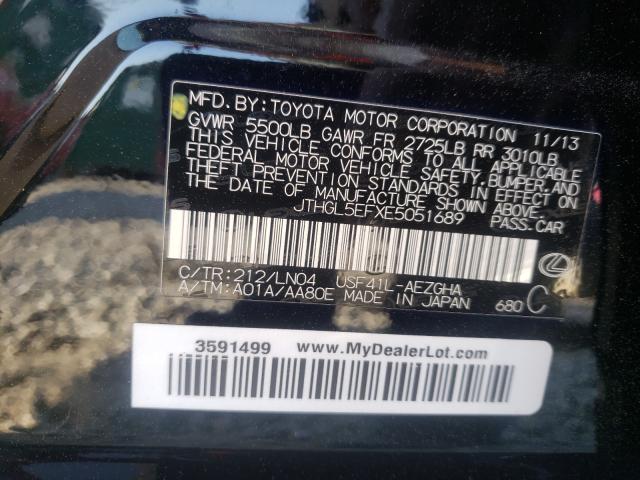 MFD. BY: TOYOTA MOTOR CORPORATION 11/13
GVWR 5500LB GAWR FR 2725LB RR 3010LB
THIS VEHICLE CONFORMS TO ALL APPLICABLE
FEDERAL MOTOR VEHICLE SAFETY, BUMPER, AND
THEFT PREVENTION STANDARDS IN EFFECT ON
THE DATE OF MANUFACTURE SHOWN ABOVE.
JTHGL5EFXE5051689 PASS. CAR
C/TR: 212/LN04 USF41L-AEZGHA
A/TM: A01A/AA80E MADE IN JAPAN 680 C
3591499 www.MyDealerLot.com